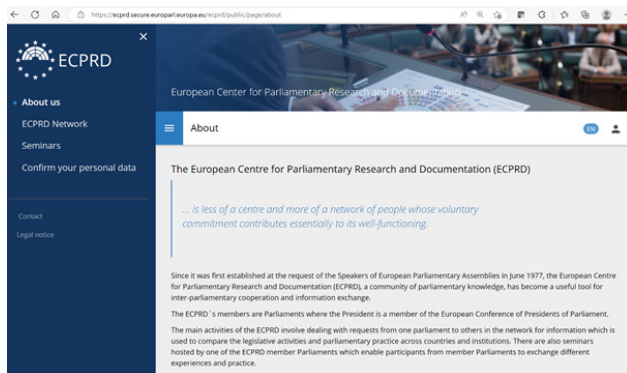 https://ecprd.secure.europarl.europa.eu/ecprd/public/page/about
ECPRD
About us
ECPRD Network
Seminars
Confirm your personal data
Contact
Legal notice
European Center for Parliamentary Research and Documentation
About
EN
The European Centre for Parliamentary Research and Documentation (ECPRD)
... is less of a centre and more of a network of people whose voluntary
commitment contributes essentially to its well-functioning.
Since it was first established at the request of the Speakers of European Parliamentary Assemblies in June 1977, the European Centre
for Parliamentary Research and Documentation (ECPRD), a community of parliamentary knowledge, has become a useful tool for
inter-parliamentary cooperation and information exchange.
The ECPRD`s members are Parliaments where the President is a member of the European Conference of Presidents of Parliament.
The main activities of the ECPRD involve dealing with requests from one parliament to others in the network for information which is
used to compare the legislative activities and parliamentary practice across countries and institutions. There are also seminars
hosted by one of the ECPRD member Parliaments which enable participants from member Parliaments to exchange different
experiences and practice.